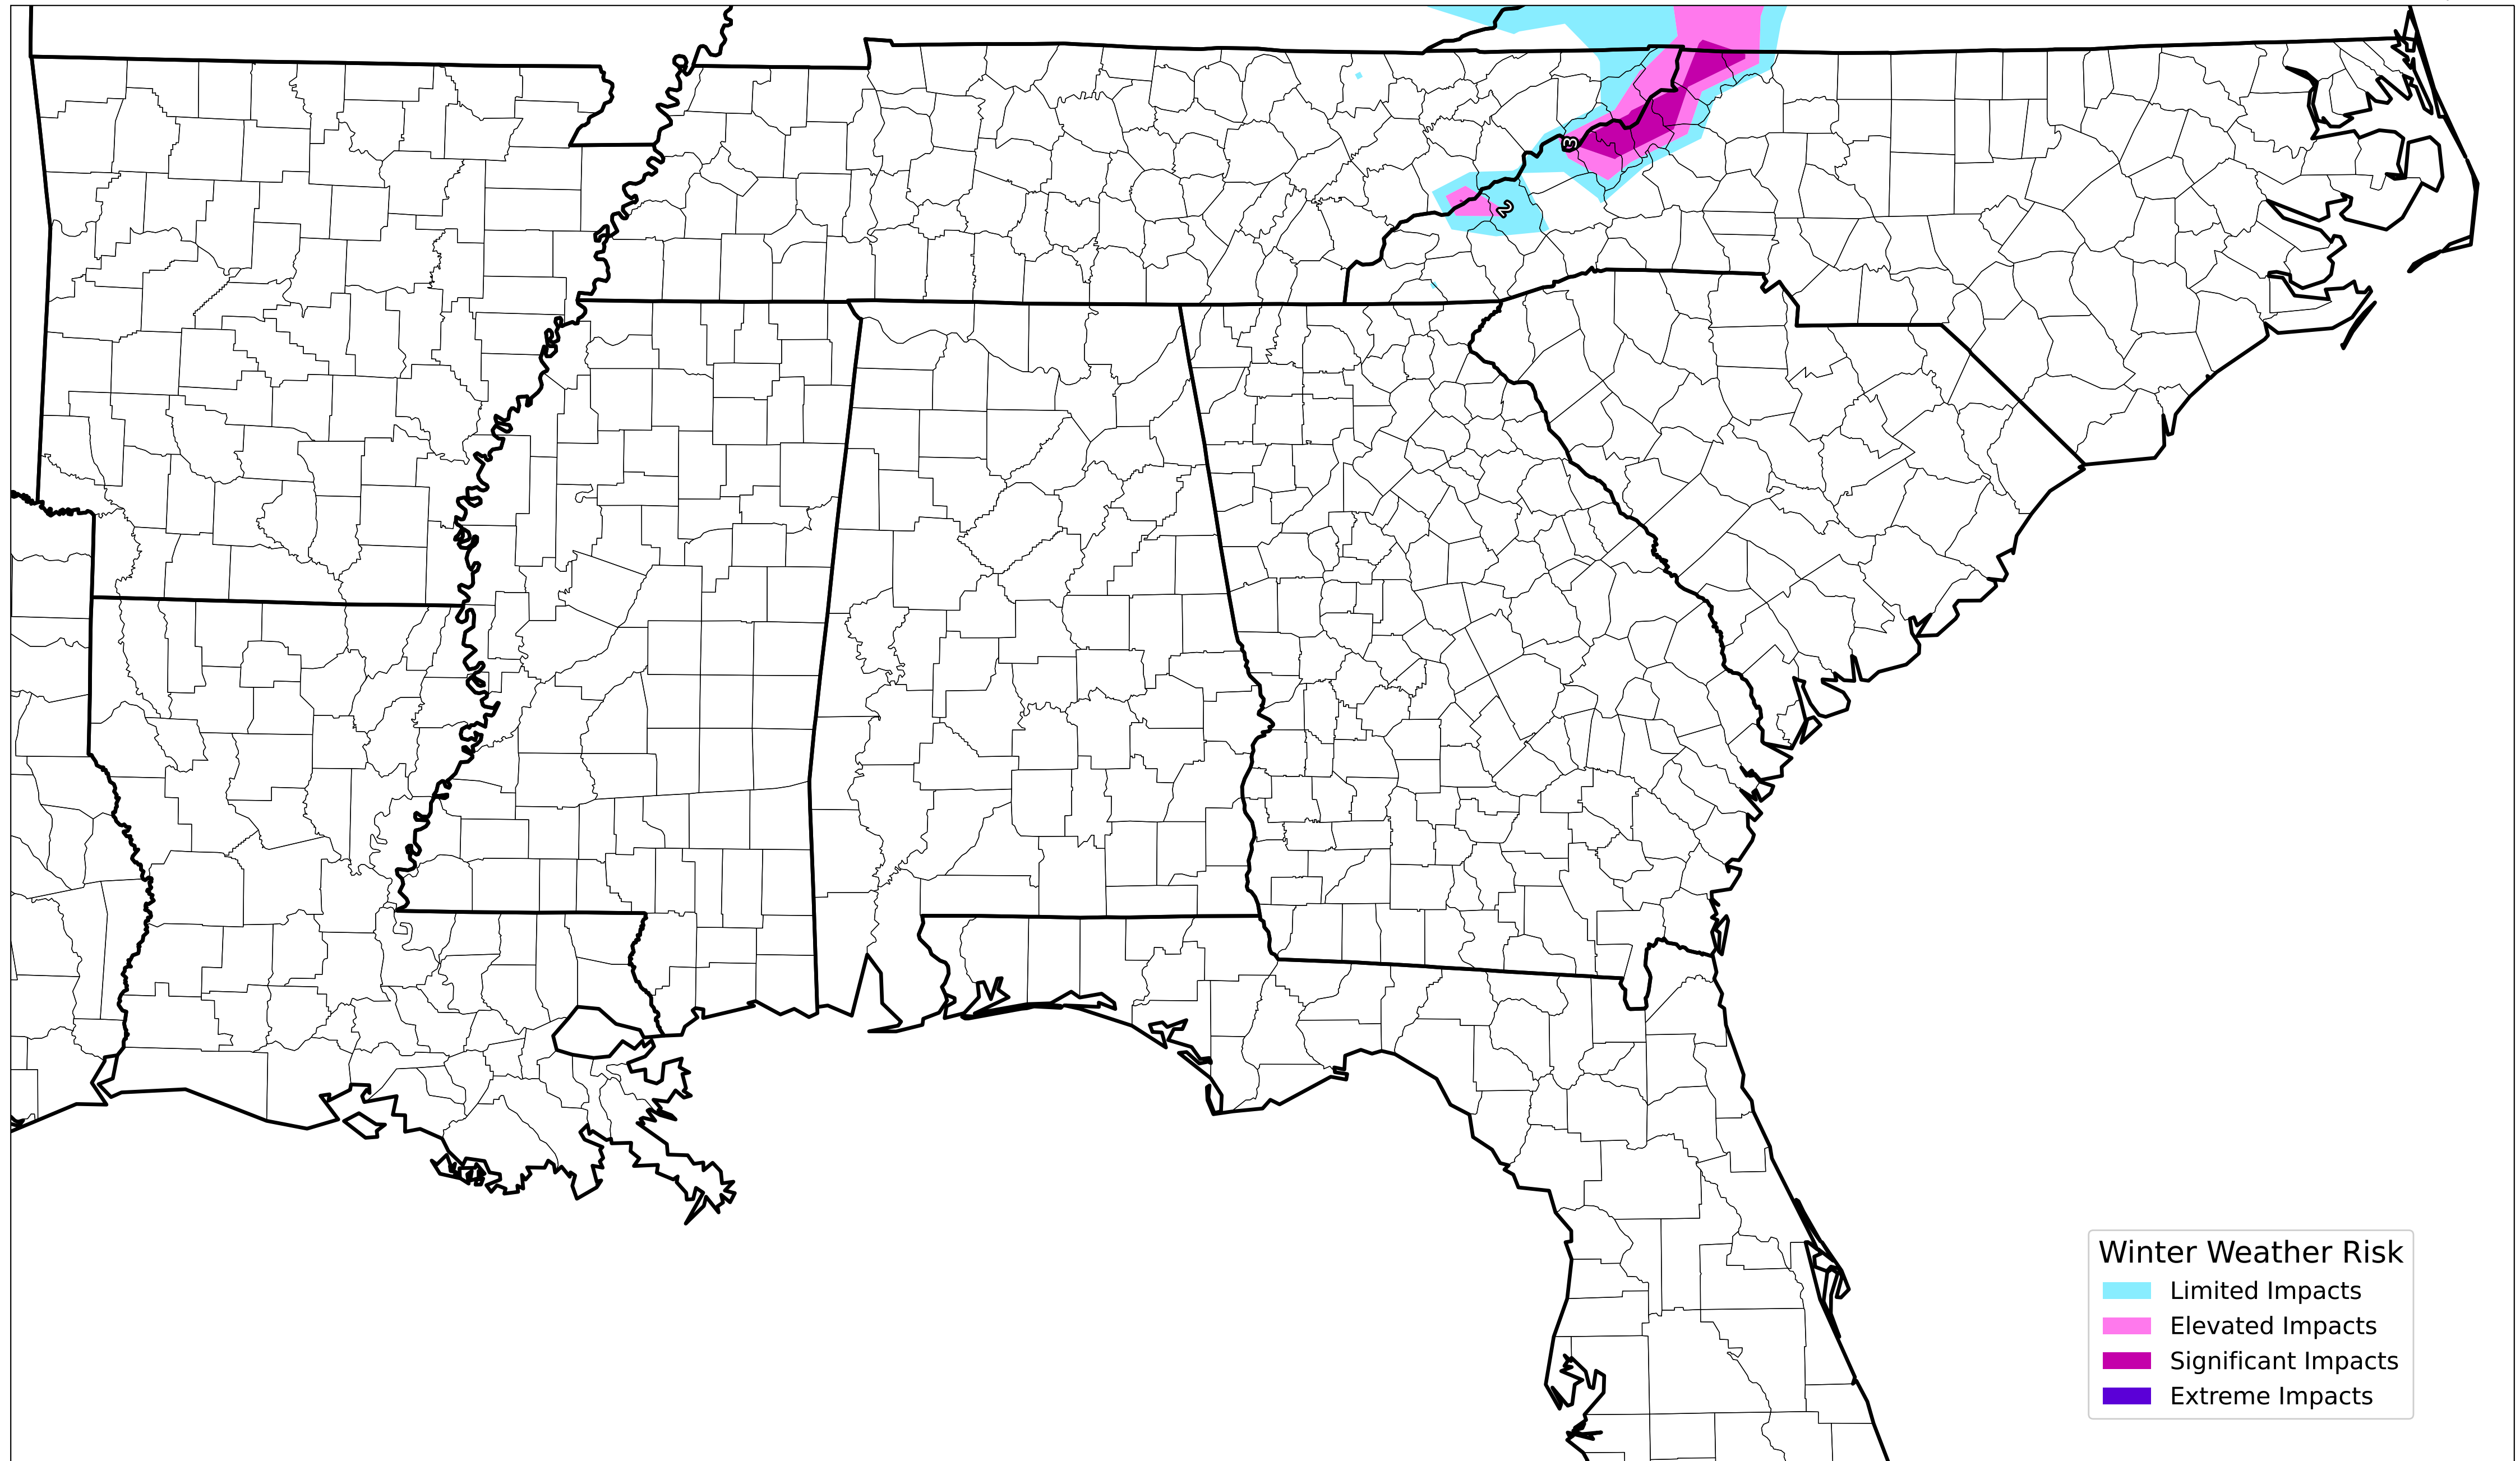 3
2
Winter Weather Risk
Limited Impacts
Elevated Impacts
Significant Impacts
Extreme Impacts